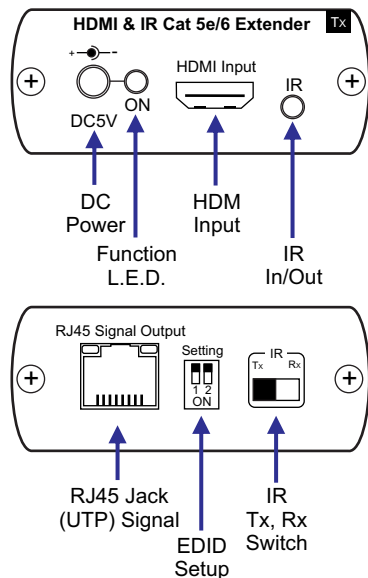 HDMI & IR Cat 5e/6 Extender Tx
+ -
HDMI Input
IR
ON
DC5V
DC
Power
HDM
Input
IR
In/Out
Function
L.E.D.
RJ45 Signal Output
Setting
IR
Tx Rx
1 2
ON
RJ45 Jack
(UTP) Signal
IR
Tx, Rx
Switch
EDID
Setup